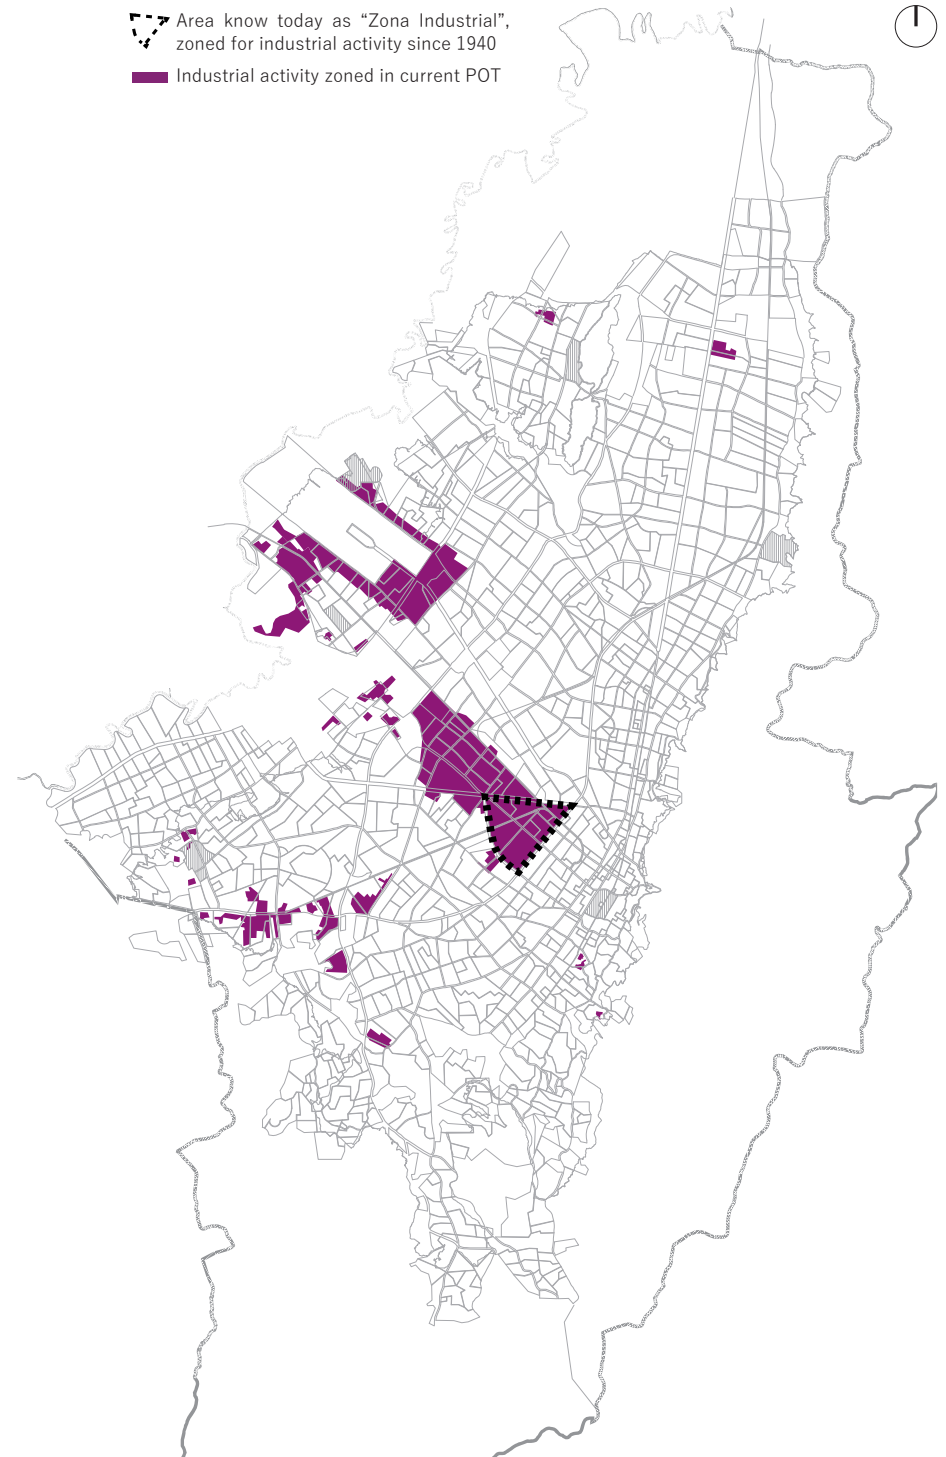 Area know today as “Zona Industrial”,
zoned for industrial activity since 1940
Industrial activity zoned in current POT